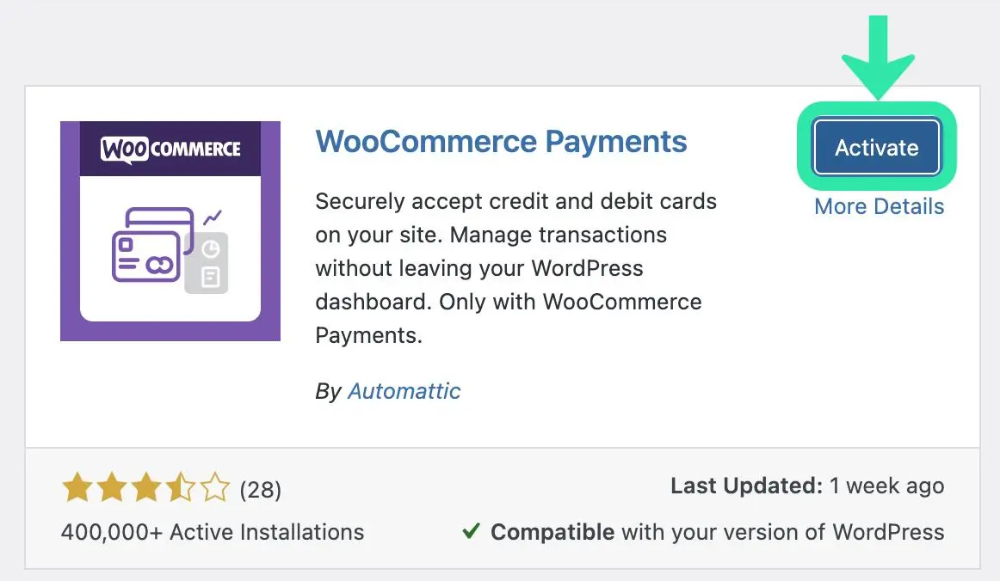 WOO COMMERCE
WooCommerce Payments
Activate
More Details
Securely accept credit and debit cards
on your site. Manage transactions
without leaving your WordPress
dashboard. Only with WooCommerce
Payments.
By Automattic
(28)
Last Updated: 1 week ago
400,000+ Active Installations
Compatible with your version of WordPress